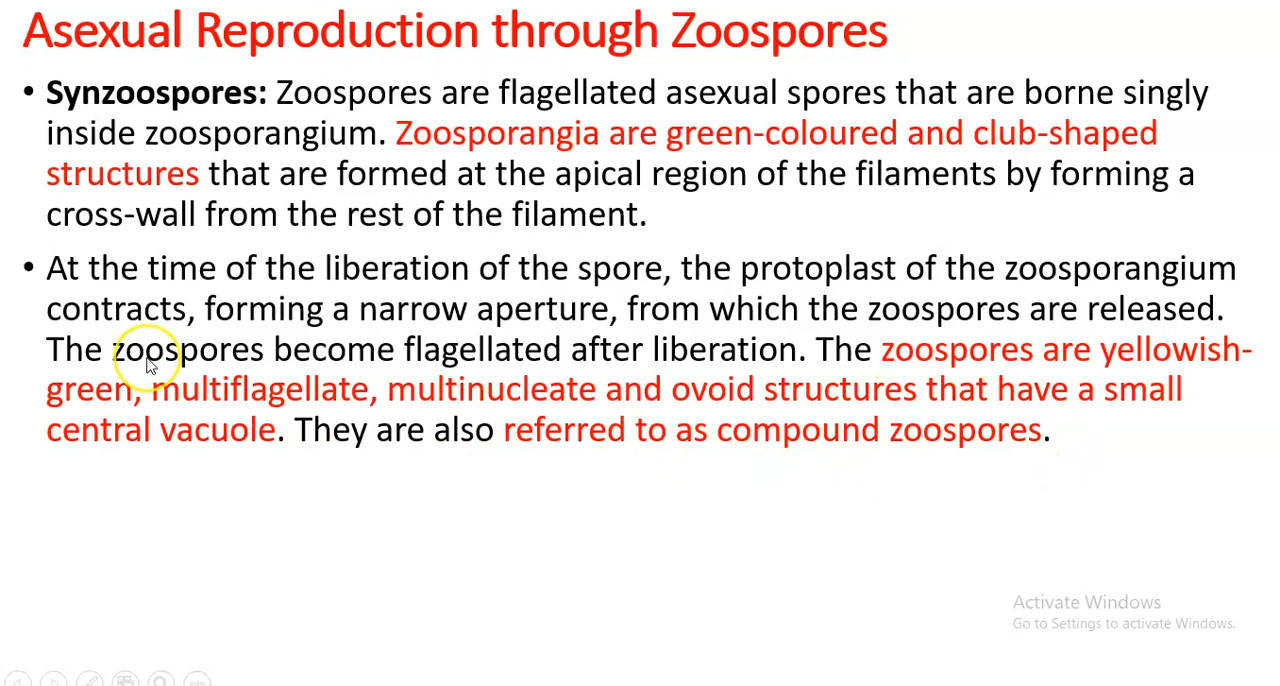 Asexual Reproduction through Zoospores
• Synzoospores: Zoospores are flagellated asexual spores that are borne singly
inside zoosporangium. Zoosporangia are green-coloured and club-shaped
structures that are formed at the apical region of the filaments by forming a
cross-wall from the rest of the filament.
• At the time of the liberation of the spore, the protoplast of the zoosporangium
contracts, forming a narrow aperture, from which the zoospores are released.
The zoospores become flagellated after liberation. The zoospores are yellowish-
green, multiflagellate, multinucleate and ovoid structures that have a small
central vacuole. They are also referred to as compound zoospores.
Activate Windows
Go to Settings to activate Windows.